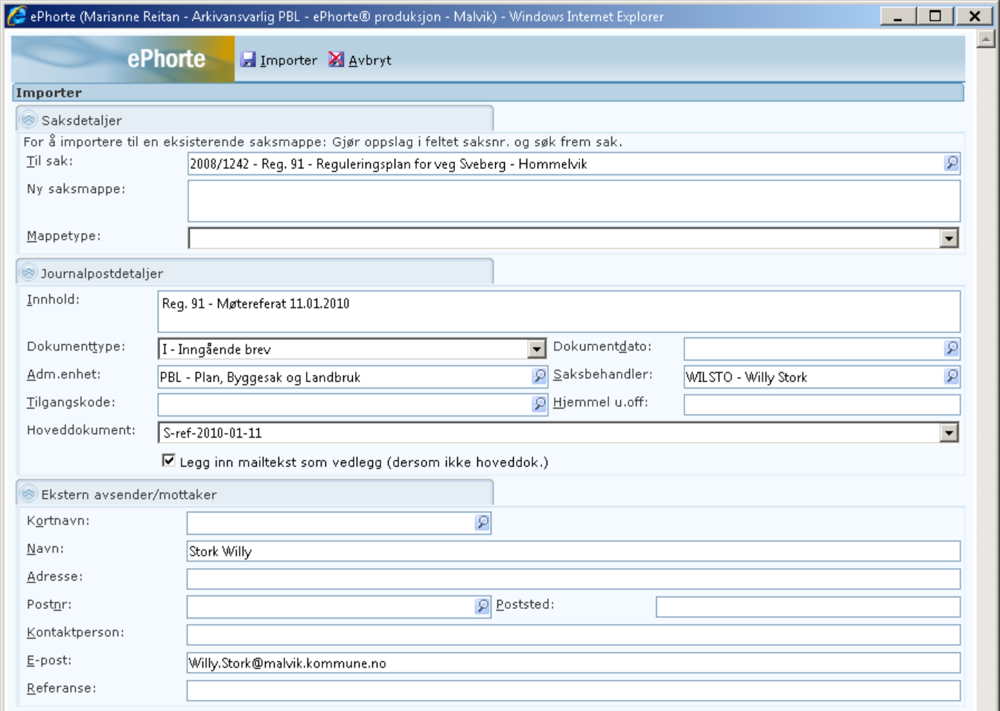 ePhorte (Marianne Reitan - Arkivansvarlig PBL - ePhorte® produksjon - Malvik) - Windows Internet Explorer
ePhorte Importer Avbryt
Importer
Saksdetaljer
For å importere til en eksisterende saksmappe: Gjør oppslag i feltet saksnr. og søk frem sak.
Til sak: 2008/1242 - Reg. 91 - Reguleringsplan for veg Sveberg - Hommelvik
Ny saksmappe:
Mappetype:
Journalpostdetaljer
Innhold: Reg. 91 - Møtereferat 11.01.2010
Dokumenttype: I - Inngående brev Dokumentdato:
Adm.enhet: PBL - Plan, Byggesak og Landbruk Saksbehandler: WILSTO - Willy Stork
Tilgangskode: Hjemmel u.off:
Hoveddokument: S-ref-2010-01-11
Legg inn mailtekst som vedlegg (dersom ikke hoveddok.)
Ekstern avsender/mottaker
Kortnavn:
Navn: Stork Willy
Adresse:
Postnr: Poststed:
Kontaktperson:
E-post: Willy.Stork@malvik.kommune.no
Referanse: